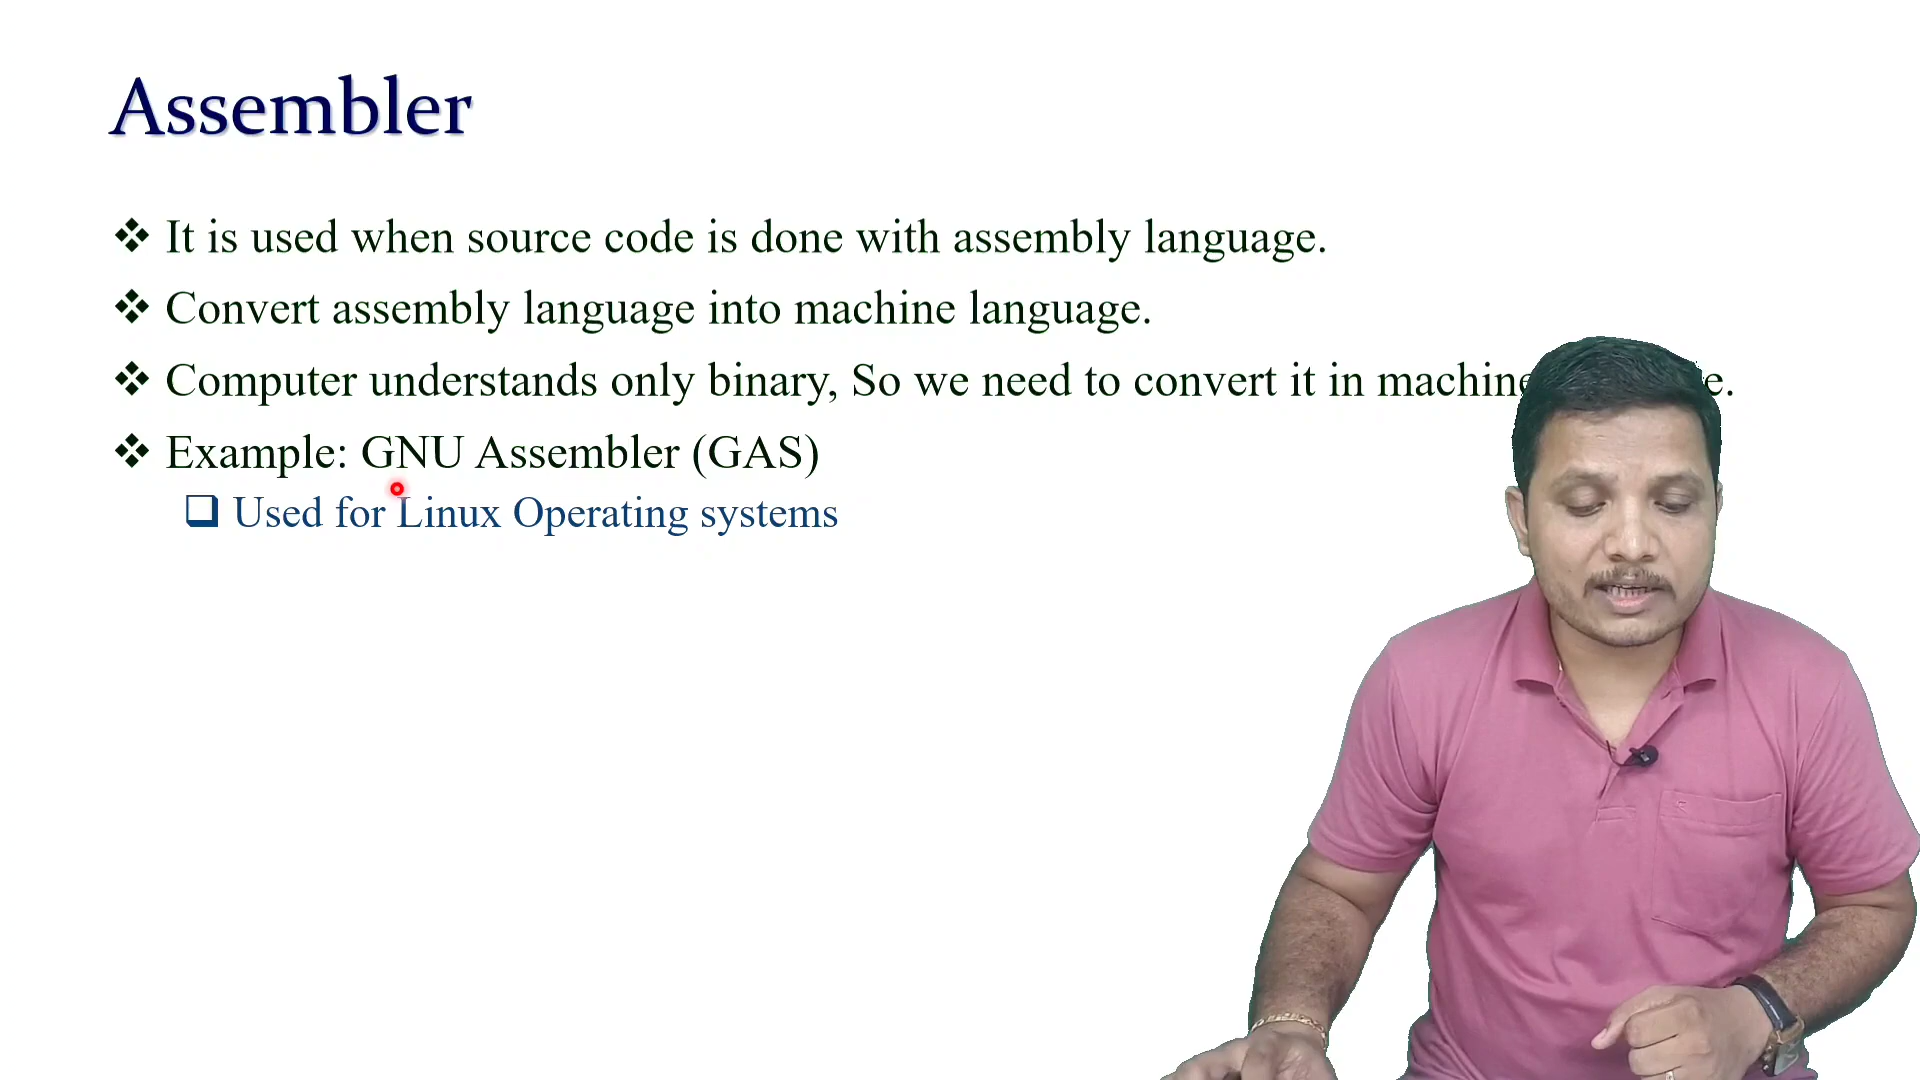 Assembler
It is used when source code is done with assembly language.
Convert assembly language into machine language.
Computer understands only binary, So we need to convert it in machine
Example: GNU Assembler (GAS)
Used for Linux Operating systems